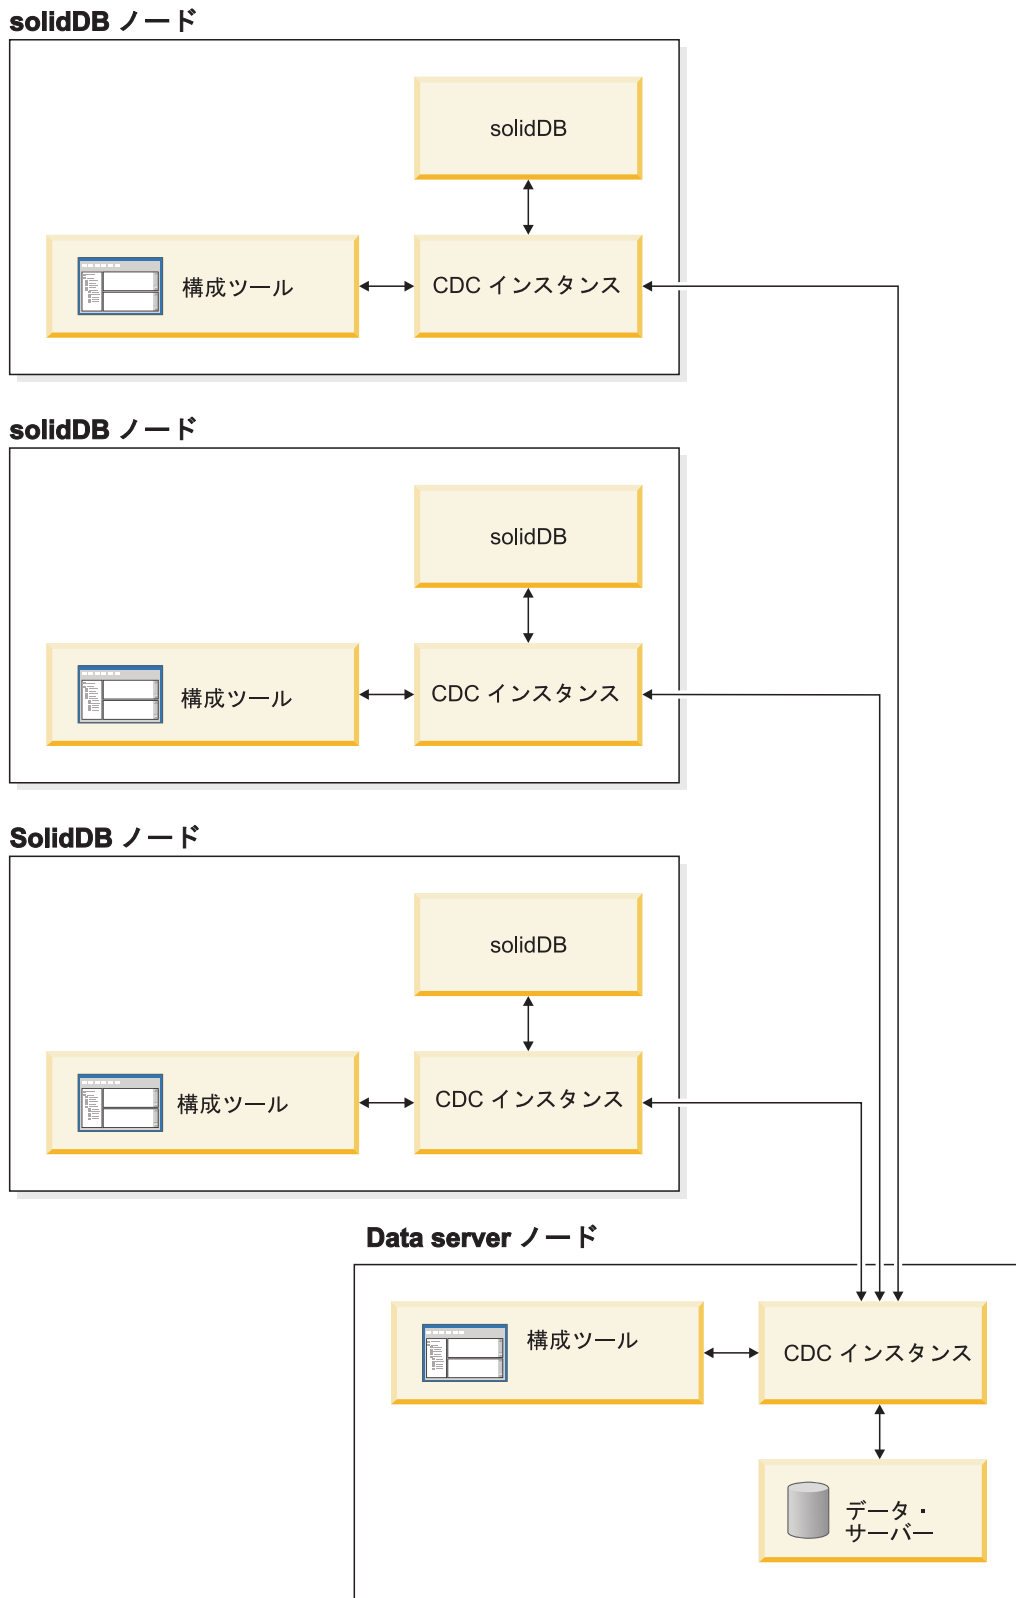 solidDB ノード
solidDB
構成ツール
CDC インスタンス
solidDB ノード
solidDB
構成ツール
CDC インスタンス
SolidDB ノード
solidDB
構成ツール
CDC インスタンス
Data server ノード
構成ツール
CDC インスタンス
データ・
サーバー